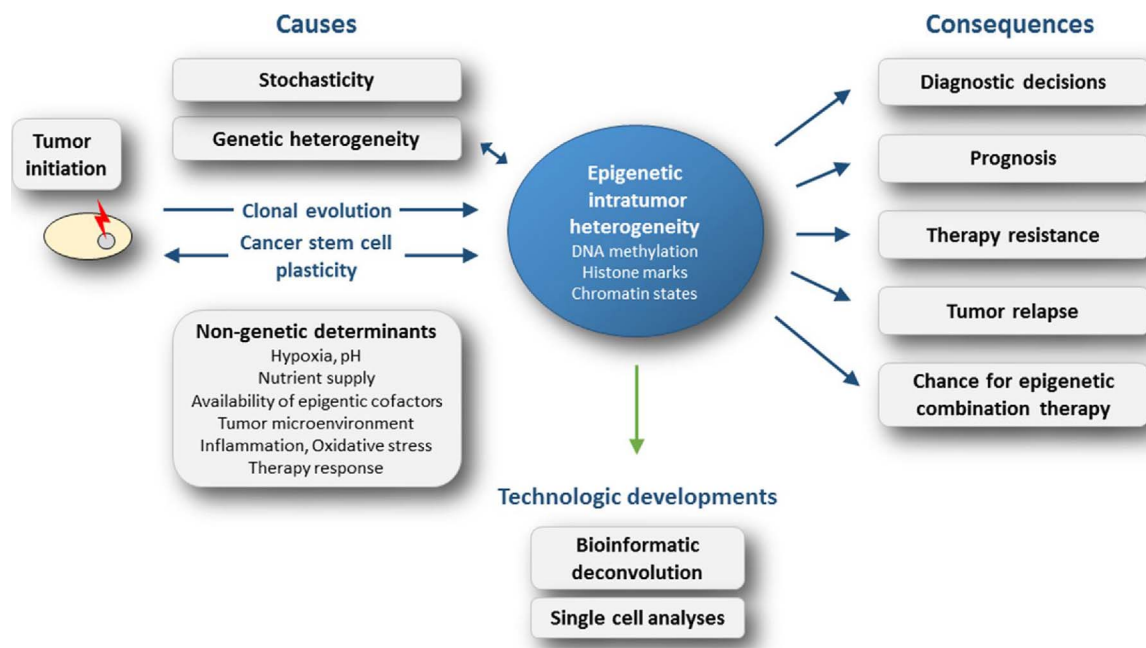 Causes
Stochasticity
Genetic heterogeneity
Tumor
initiation
Clonal evolution
Cancer stem cell
plasticity
Non-genetic determinants
Hypoxia, pH
Nutrient supply
Availability of epigentic cofactors
Tumor microenvironment
Inflammation, Oxidative stress
Therapy response
Epigenetic
intratumor
heterogeneity
DNA methylation
Histone marks
Chromatin states
Technologic developments
Bioinformatic
deconvolution
Single cell analyses
Consequences
Diagnostic decisions
Prognosis
Therapy resistance
Tumor relapse
Chance for epigenetic
combination therapy